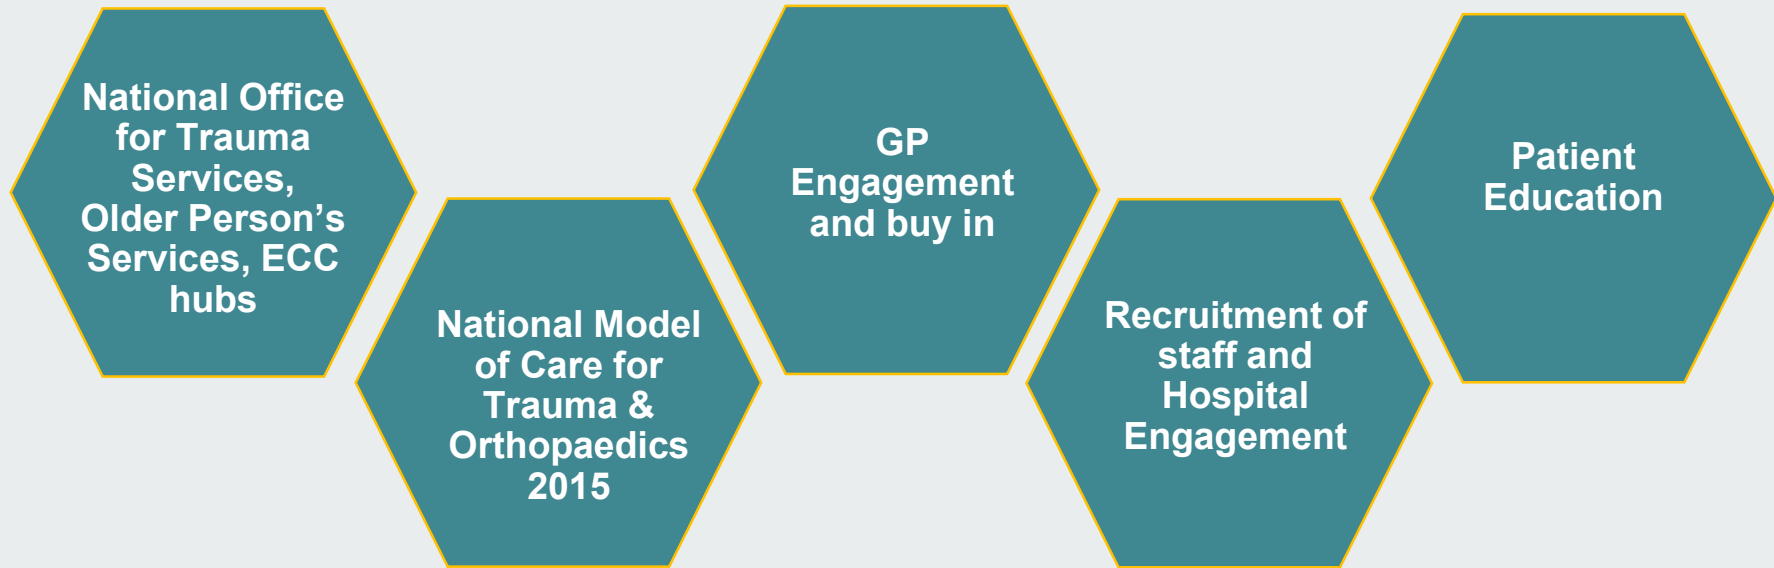 National Office
for Trauma
Services,
Older Person’s
Services, ECC
hubs
National Model
of Care for
Trauma &
Orthopaedics
2015
GP
Engagement
and buy in
Recruitment of
staff and
Hospital
Engagement
Patient
Education